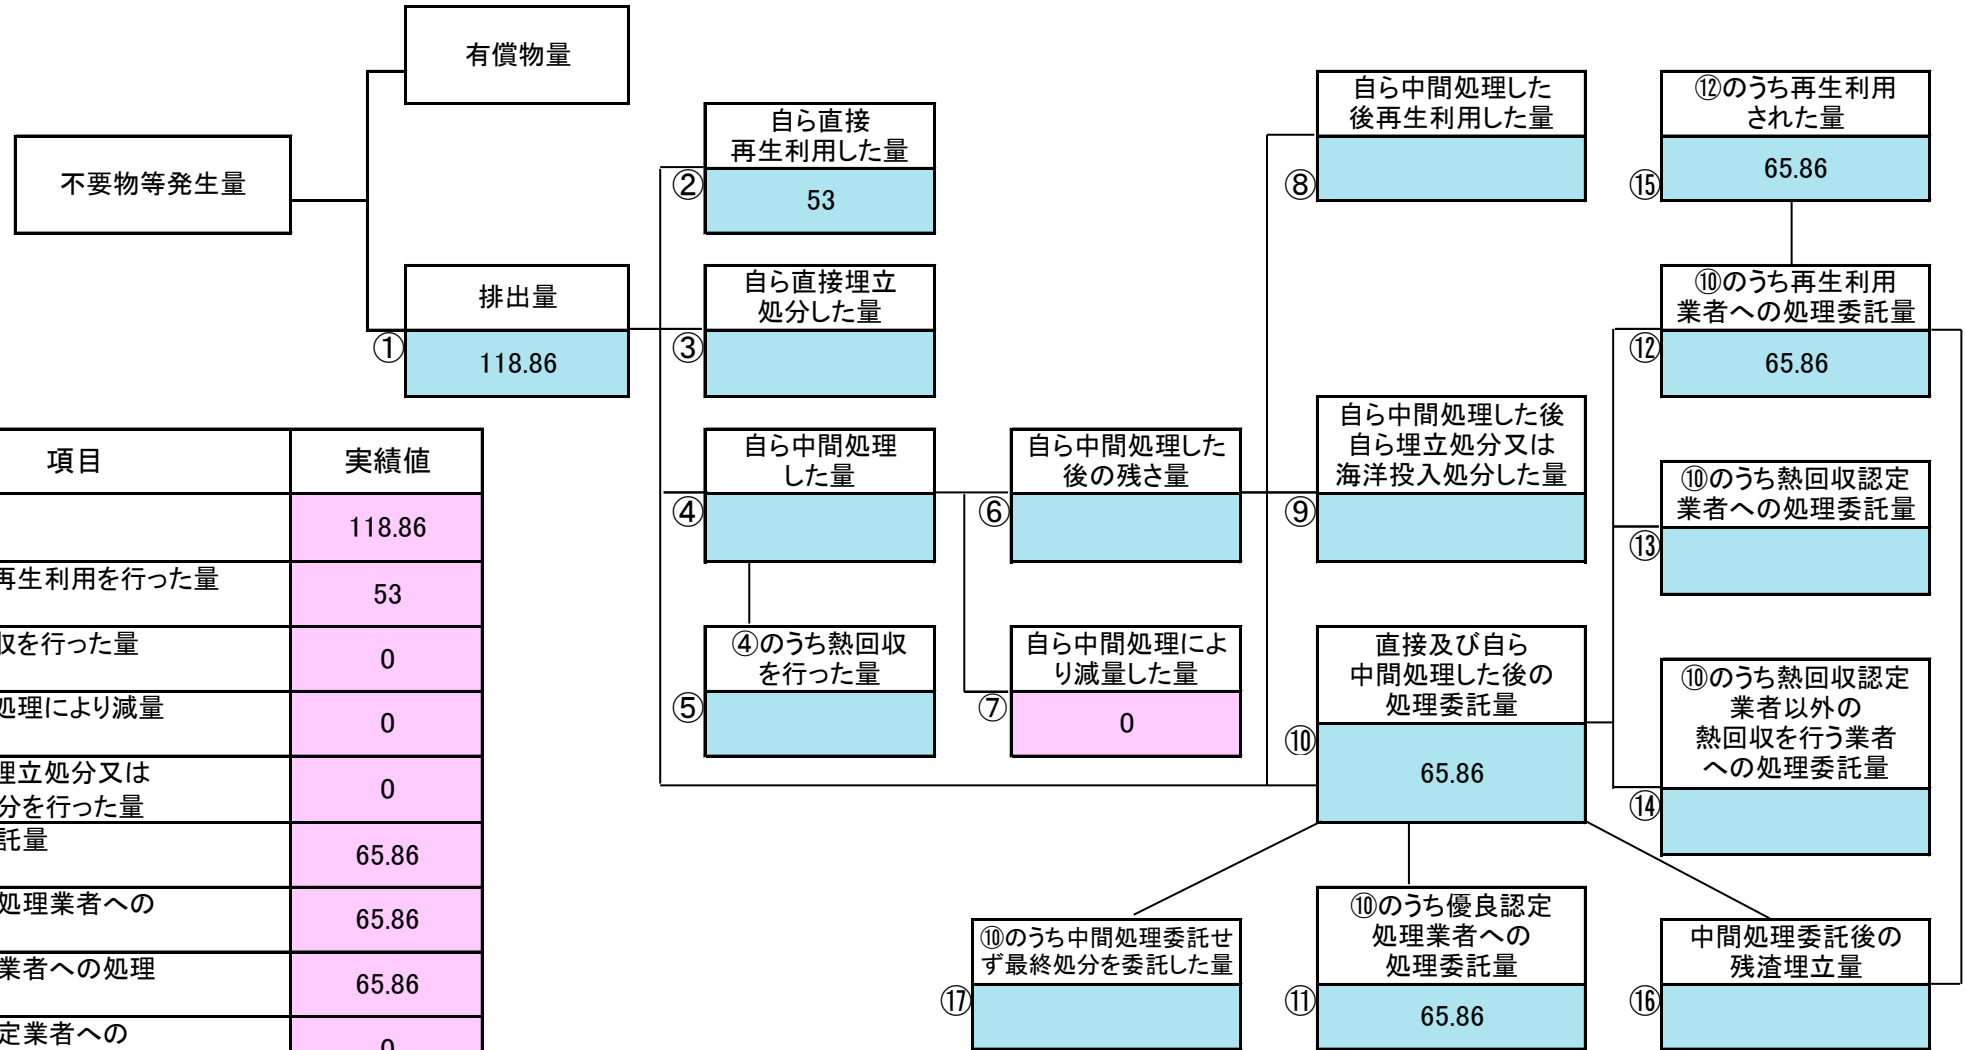 有償物量
不要物等発生量
排出量
①
118.86
自ら直接
再生利用した量
②
53
自ら直接埋立
処分した量
③
自ら中間処理
した量
④
④のうち熱回収
を行った量
⑤
自ら中間処理した
後の残さ量
⑥
自ら中間処理によ
り減量した量
⑦
0
自ら中間処理した
後再生利用した量
⑧
自ら中間処理した後
自ら埋立処分又は
海洋投入処分した量
⑨
直接及び自ら
中間処理した後の
処理委託量
⑩
65.86
⑩のうち優良認定
処理業者への
処理委託量
⑪
65.86
⑫のうち再生利用
された量
⑮
65.86
⑩のうち再生利用
業者への処理委託量
⑫
65.86
⑩のうち熱回収認定
業者への処理委託量
⑬
⑩のうち熱回収認定
業者以外の
熱回収を行う業者
への処理委託量
⑭
中間処理委託後の
残渣埋立量
⑯
⑩のうち中間処理委託せ
ず最終処分を委託した量
⑰
項目
実績値
118.86
再生利用を行った量
53
収を行った量
0
処理により減量
0
埋立処分又は
分を行った量
0
託量
65.86
処理業者への
65.86
業者への処理
65.86
定業者への
0